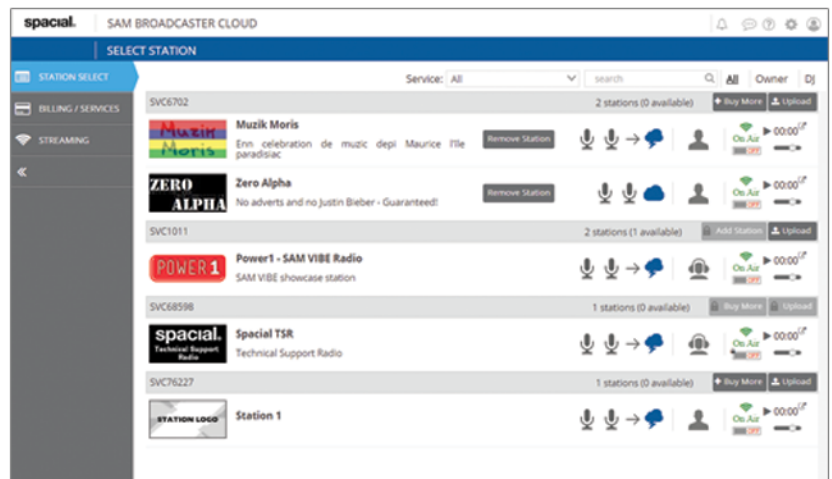 spacial. SAM BROADCASTER CLOUD
SELECT STATION
STATION SELECT
BILLING / SERVICES
STREAMING
Service: All search All Owner DJ
SVC6702 2 stations (0 available) + Buy More Upload
Muzik Moris
Muzik Moris
Enn celebration de muzic depi Maurice l'île
paradisiac
Remove Station
On Air 00:00
OFF
ZERO
ALPHA
Zero Alpha
No adverts and no Justin Bieber - Guaranteed!
Remove Station
On Air 00:00
OFF
SVC1011 2 stations (1 available) Add Station Upload
POWER 1
Power1 - SAM VIBE Radio
SAM VIBE showcase station
On Air 00:00
OFF
SVC68598 1 stations (0 available) Buy More Upload
spacial.
Technical Support
Radio
Spacial TSR
Technical Support Radio
On Air 00:00
OFF
SVC76227 1 stations (0 available) + Buy More Upload
STATION LOGO
Station 1
On Air 00:00
OFF